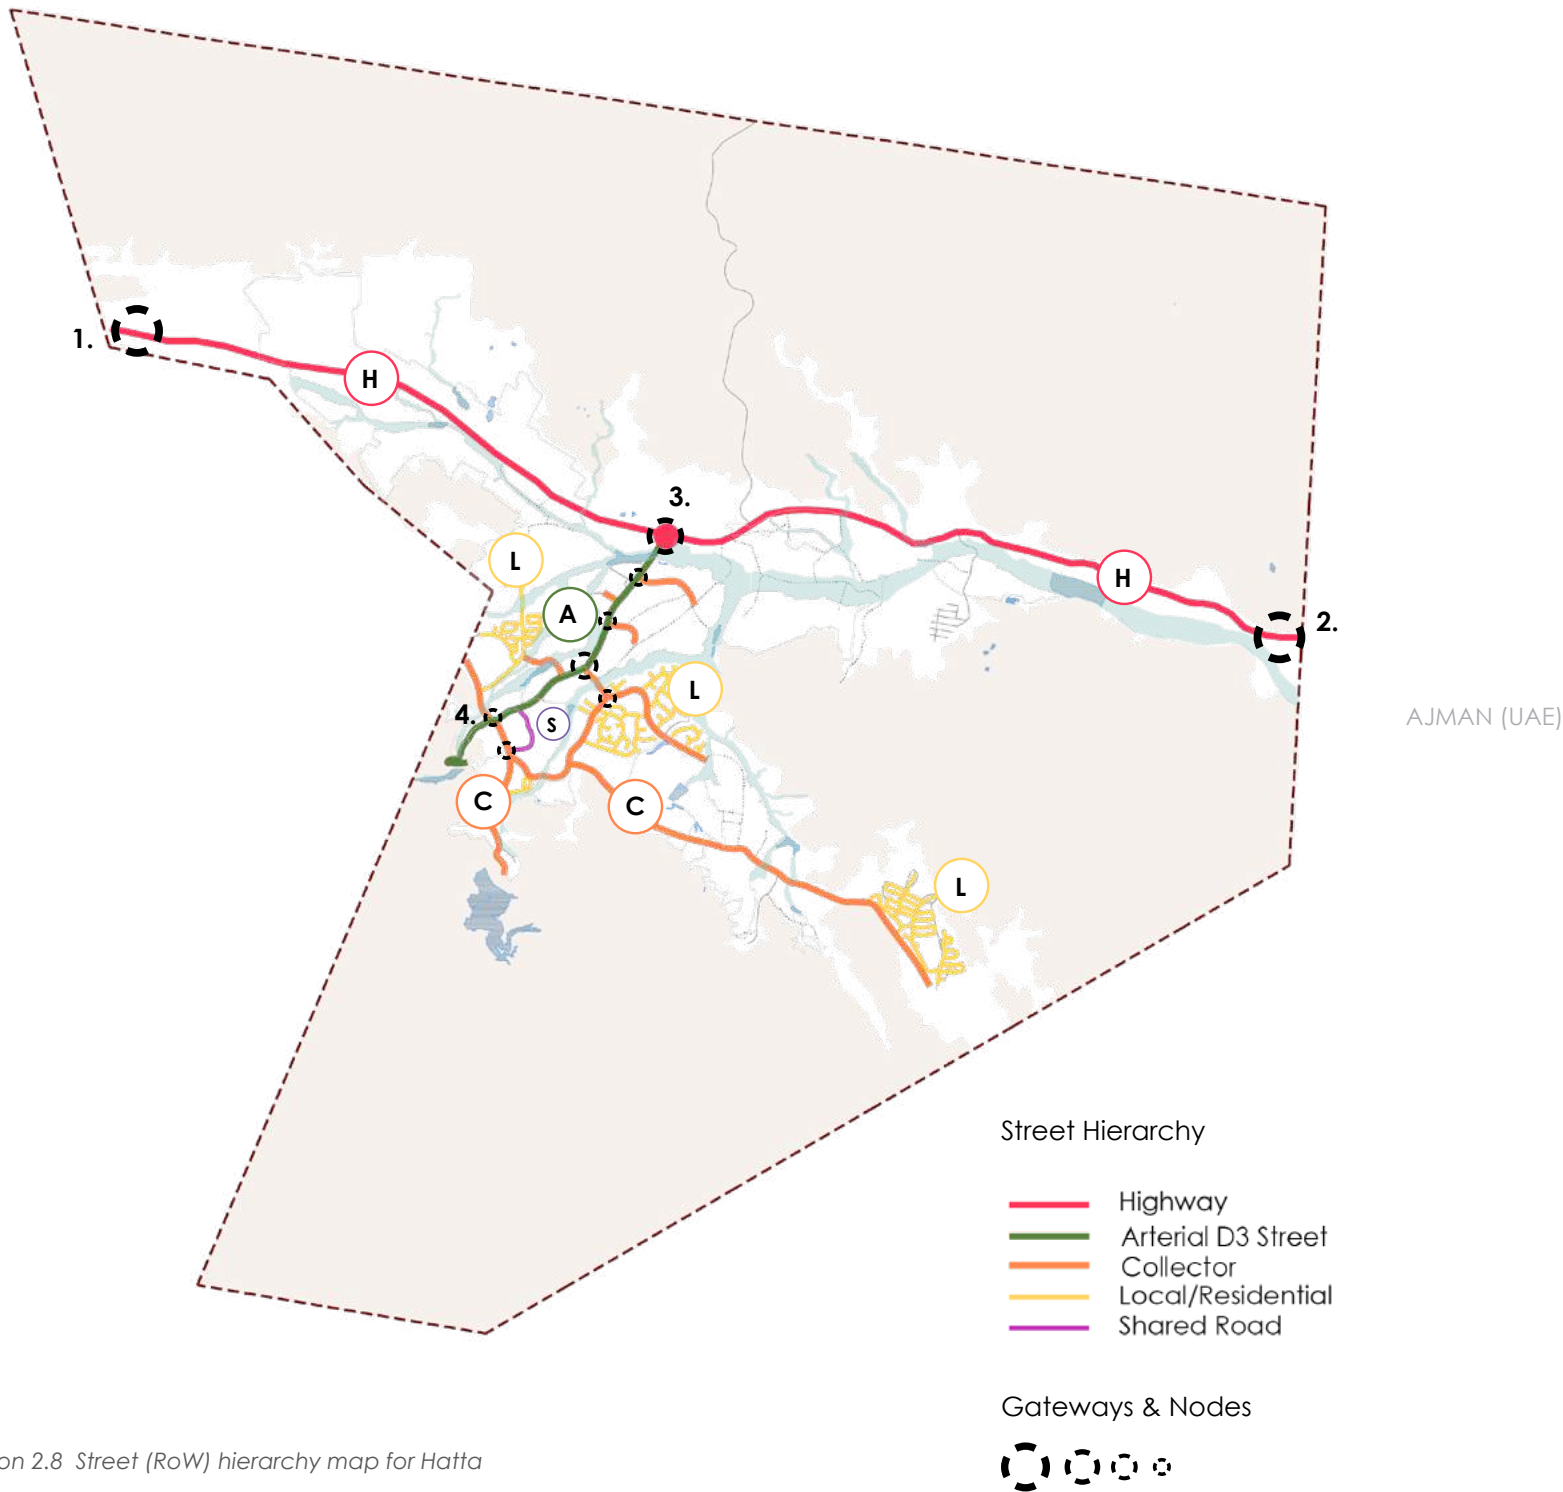 1.
H
3.
L
H
A
2.
L
4.
S
AJMAN (UAE)
C
C
L
Street Hierarchy
Highway
Arterial D3 Street
Collector
Local/Residential
Shared Road
Gateways & Nodes
2.8 Street (RoW) hierarchy map for Hatta